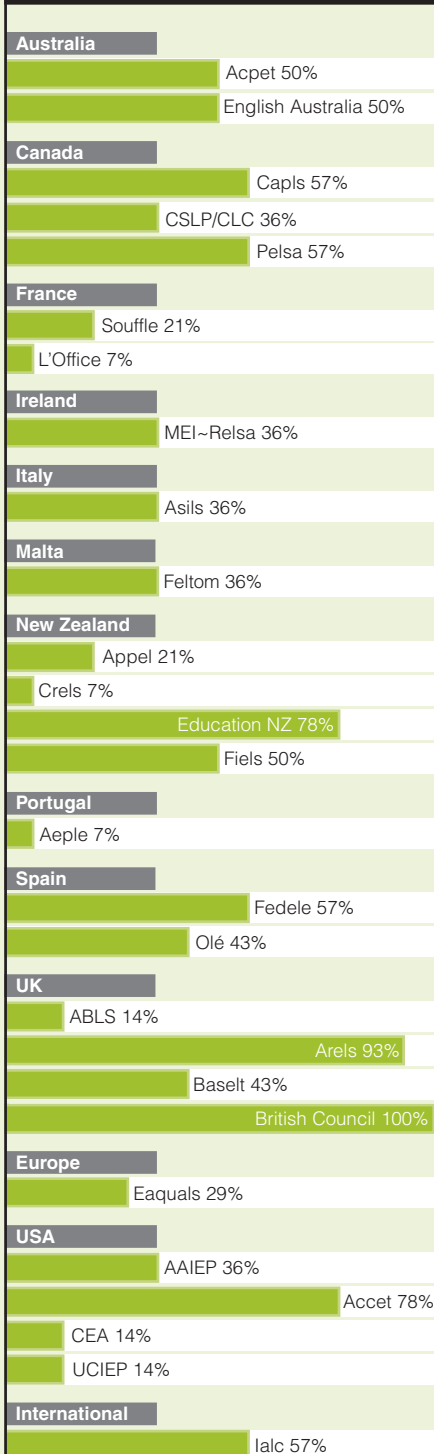 Australia
Acpet 50%
English Australia 50%
Canada
Capls 57%
CSLP/CLC 36%
Pelsa 57%
France
Souffle 21%
L'Office 7%
Ireland
MEI~Relsa 36%
Italy
Asils 36%
Malta
Feltom 36%
New Zealand
Appel 21%
Crels 7%
Education NZ 78%
Fiels 50%
Portugal
Aeple 7%
Spain
Fedele 57%
Olé 43%
UK
ABLS 14%
Arels 93%
Baselt 43%
British Council 100%
Europe
Eaquals 29%
USA
AAIEP 36%
Accet 78%
CEA 14%
UCIEP 14%
International
Ialc 57%